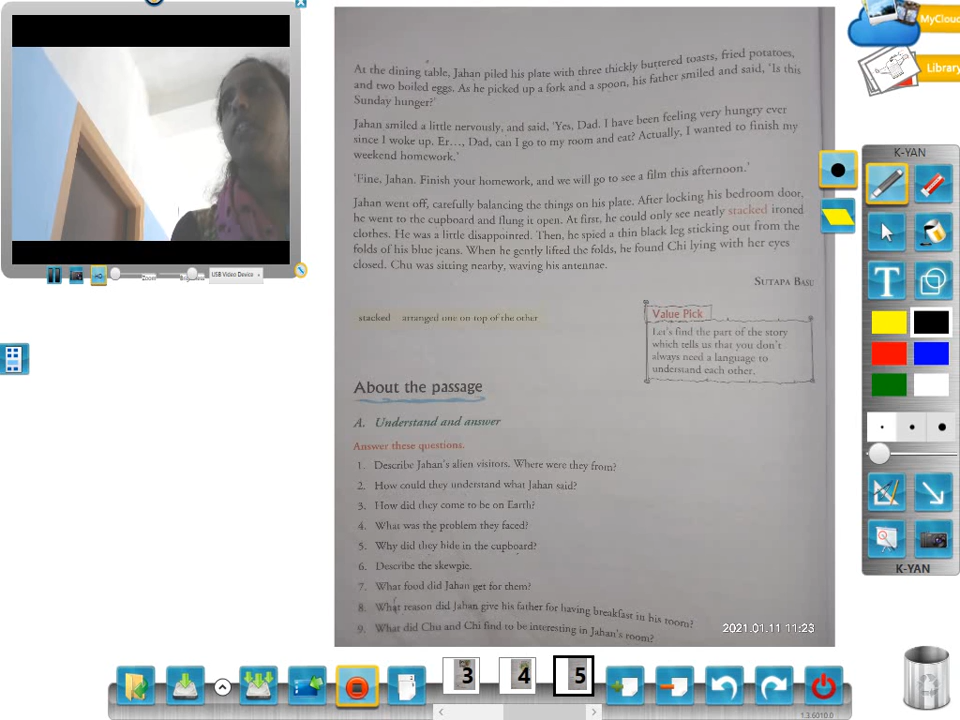 MyCloud
Library
At the dining table, Jahan piled his plate with three thickly buttered toasts, fried potatoes,
and two boiled eggs. As he picked up a fork and a spoon, his father smiled and said, 'Is this
Sunday hunger?'
Jahan smiled a little nervously, and said, 'Yes, Dad. I have been feeling very hungry ever
since I woke up. Er…, Dad, can I go to my room and eat? Actually, I wanted to finish my
weekend homework.'
'Fine, Jahan. Finish your homework, and we will go to see a film this afternoon.'
Jahan went off, carefully balancing the things on his plate. After locking his bedroom door,
he went to the cupboard and flung it open. At first, he could only see neatly stacked ironed
clothes. He was a little disappointed. Then, he spied a thin black leg sticking out from the
folds of his blue jeans. When he gently lifted the folds, he found Chi lying with her eyes
closed. Chu was sitting nearby, waving his antennae.
SUTAPA BASU
stacked arranged one on top of the other
Value Pick
Let's find the part of the story
which tells us that you don't
always need a language to
understand each other.
About the passage
A. Understand and answer
Answer these questions.
1. Describe Jahan's alien visitors. Where were they from?
2. How could they understand what Jahan said?
3. How did they come to be on Earth?
4. What was the problem they faced?
5. Why did they hide in the cupboard?
6. Describe the skewpie.
7. What food did Jahan get for them?
8. What reason did Jahan give his father for having breakfast in his room?
9. What did Chu and Chi find to be interesting in Jahan's room?
2021.01.11 11:23
USB Video Device
K-YAN
T
K-YAN
3
4
5
1.3.6010.0